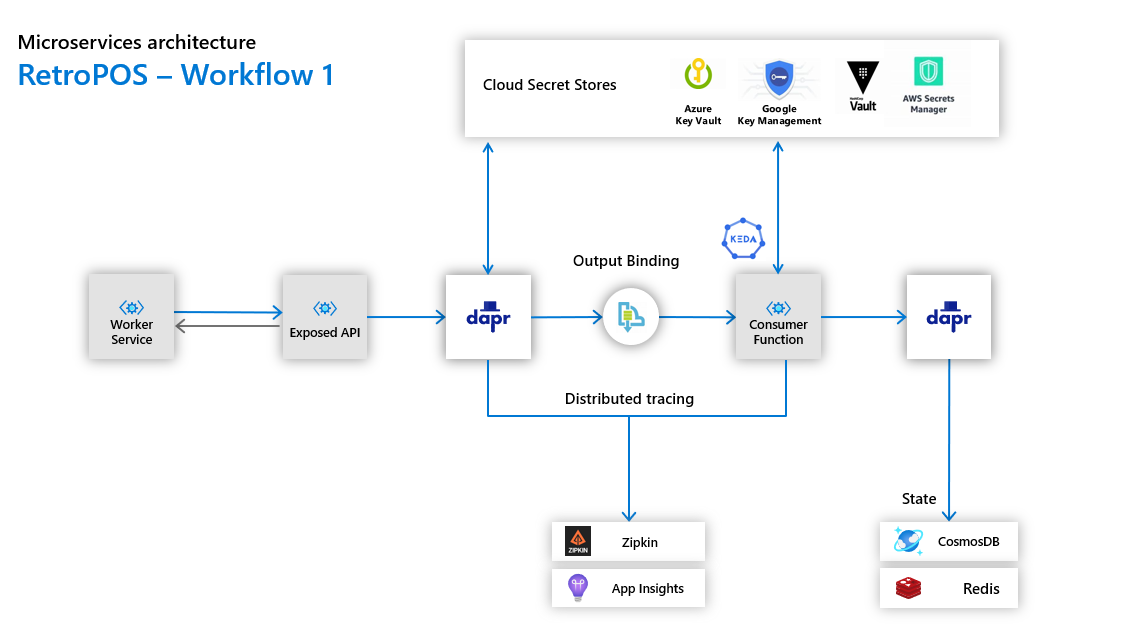 Microservices architecture
RetroPOS – Workflow 1
Cloud Secret Stores
Azure
Key Vault
Google
Key Management
Vault
AWS Secrets
Manager
KEDA
Output Binding
Worker
Service
Exposed API
dapr
Consumer
Function
dapr
Distributed tracing
State
ZIPKIN
Zipkin
CosmosDB
App Insights
Redis